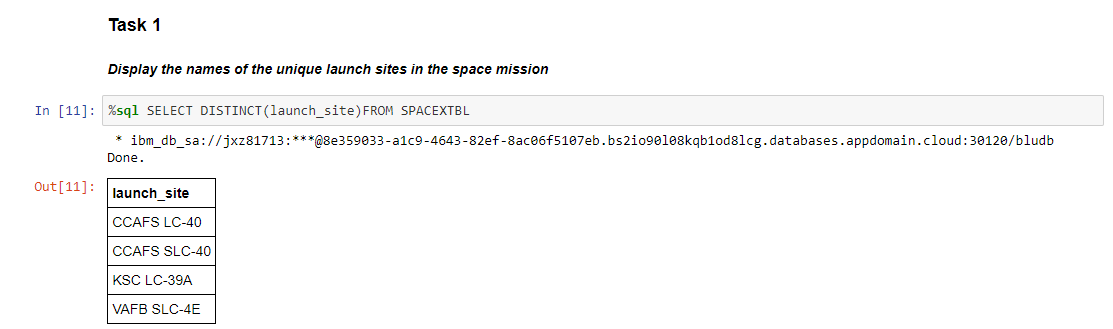 Task 1
Display the names of the unique launch sites in the space mission
In [11]: %sql SELECT DISTINCT(launch_site)FROM SPACEXTBL
* ibm_db_sa://jxz81713:***@8e359033-a1c9-4643-82ef-8ac06f5107eb.bs2io90l08kqb1od8lcg.databases.appdomain.cloud:30120/bludb
Done.
Out[11]: launch_site
CCAFS LC-40
CCAFS SLC-40
KSC LC-39A
VAFB SLC-4E